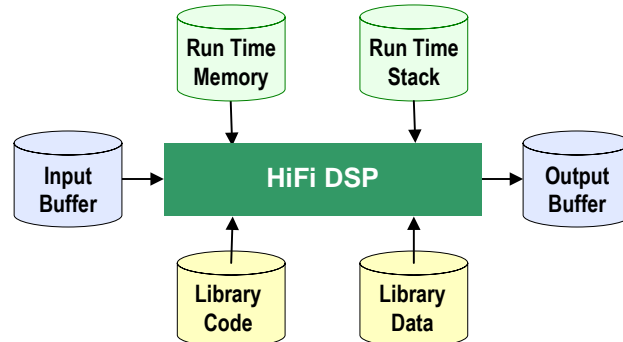 Run Time
Memory
Run Time
Stack
Input
Buffer
HiFi DSP
Output
Buffer
Library
Code
Library
Data